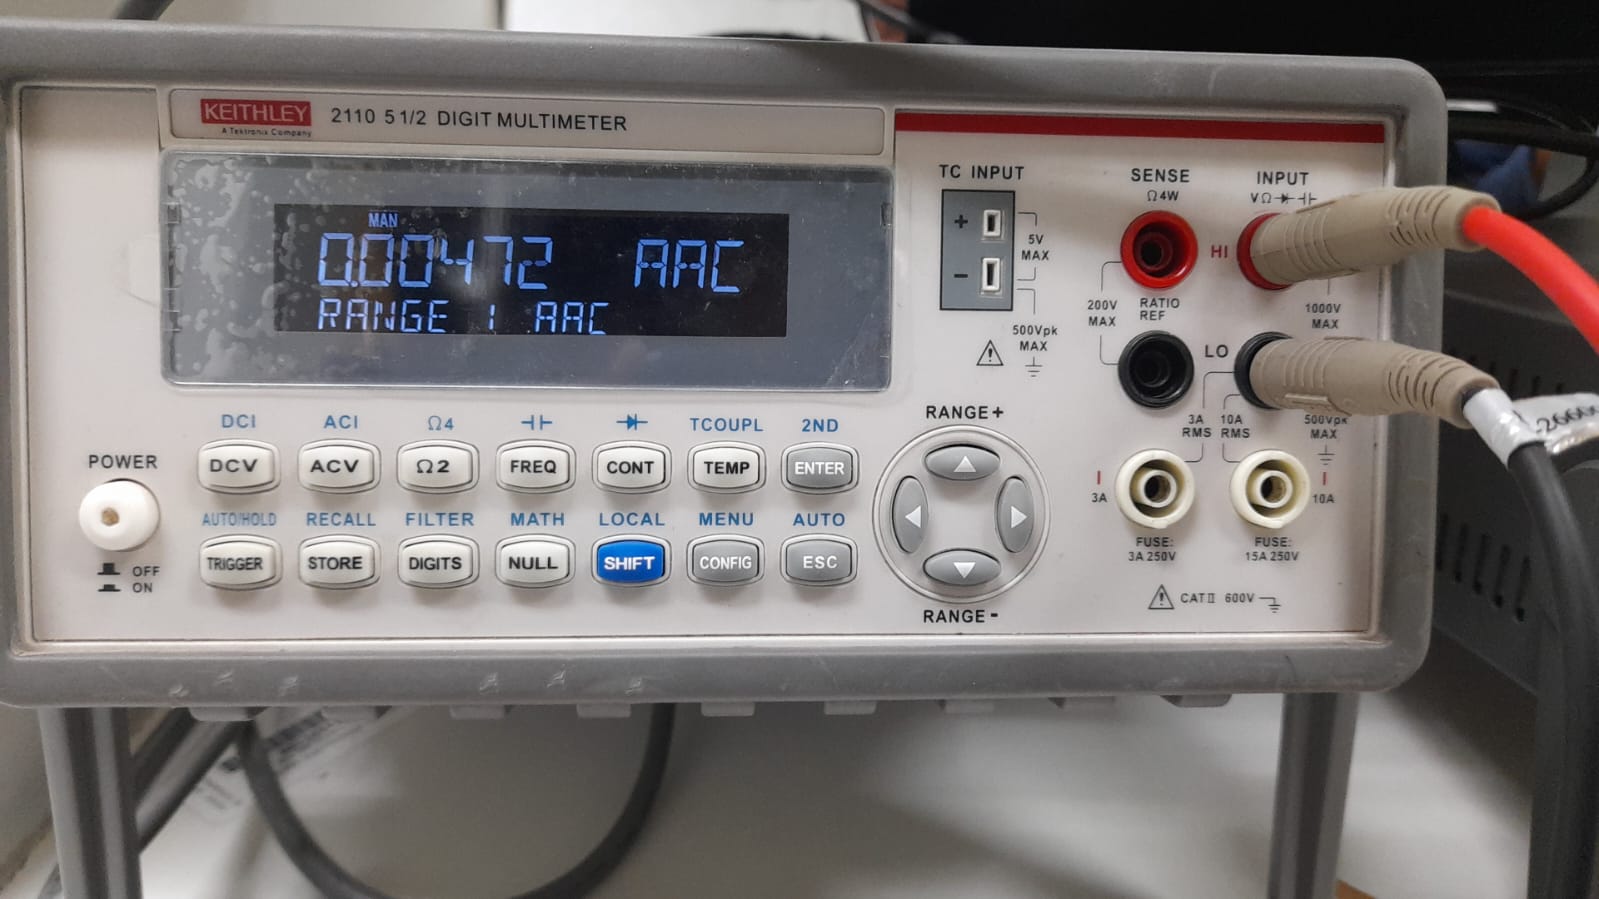 KEITHLEY
A Tektronix Company
2110 5 1/2 DIGIT MULTIMETER
MAN
0.00472 AAC
RANGE : AAC
TC INPUT
+
5V
MAX
−
500Vpk
MAX
SENSE
Ω4W
INPUT
VΩ
HI
200V
MAX
RATIO
REF
1000V
MAX
LO
3A
RMS
10A
RMS
500Vpk
MAX
3A
10A
FUSE:
3A 250V
FUSE:
15A 250V
CAT II 600V
POWER
OFF
ON
DCI ACI Ω4 TCOUPL 2ND
DCV ACV Ω2 FREQ CONT TEMP ENTER
AUTO/HOLD RECALL FILTER MATH LOCAL MENU AUTO
TRIGGER STORE DIGITS NULL SHIFT CONFIG ESC
RANGE+
RANGE-